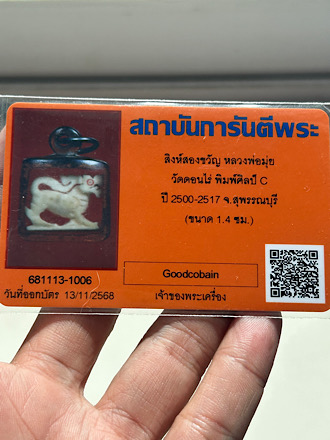 สถาบันการันตีพระ
สิงห์สองขวัญ หลวงพ่อมุ่ย
วัดดอนไร่ พิมพ์ศิลป์ C
ปี 2500-2517 จ.สุพรรณบุรี
(ขนาด 1.4 ซม.)
681113-1006
วันที่ออกบัตร 13/11/2568
Goodcobain
เจ้าของพระเครื่อง